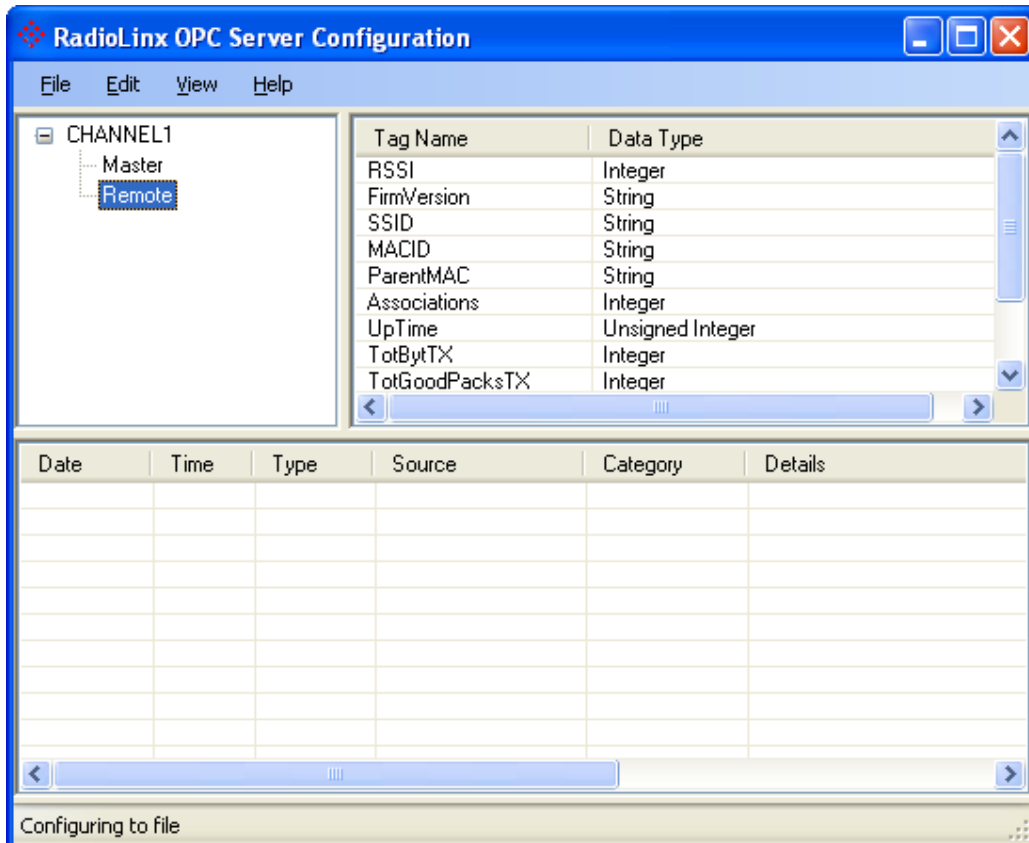 RadioLinx OPC Server Configuration
File Edit View Help
CHANNEL1
Master
Remote
Tag Name Data Type
RSSI Integer
FirmVersion String
SSID String
MACID String
ParentMAC String
Associations Integer
UpTime Unsigned Integer
TotBytTX Integer
TotGoodPacksTX Integer
Date Time Type Source Category Details
Configuring to file